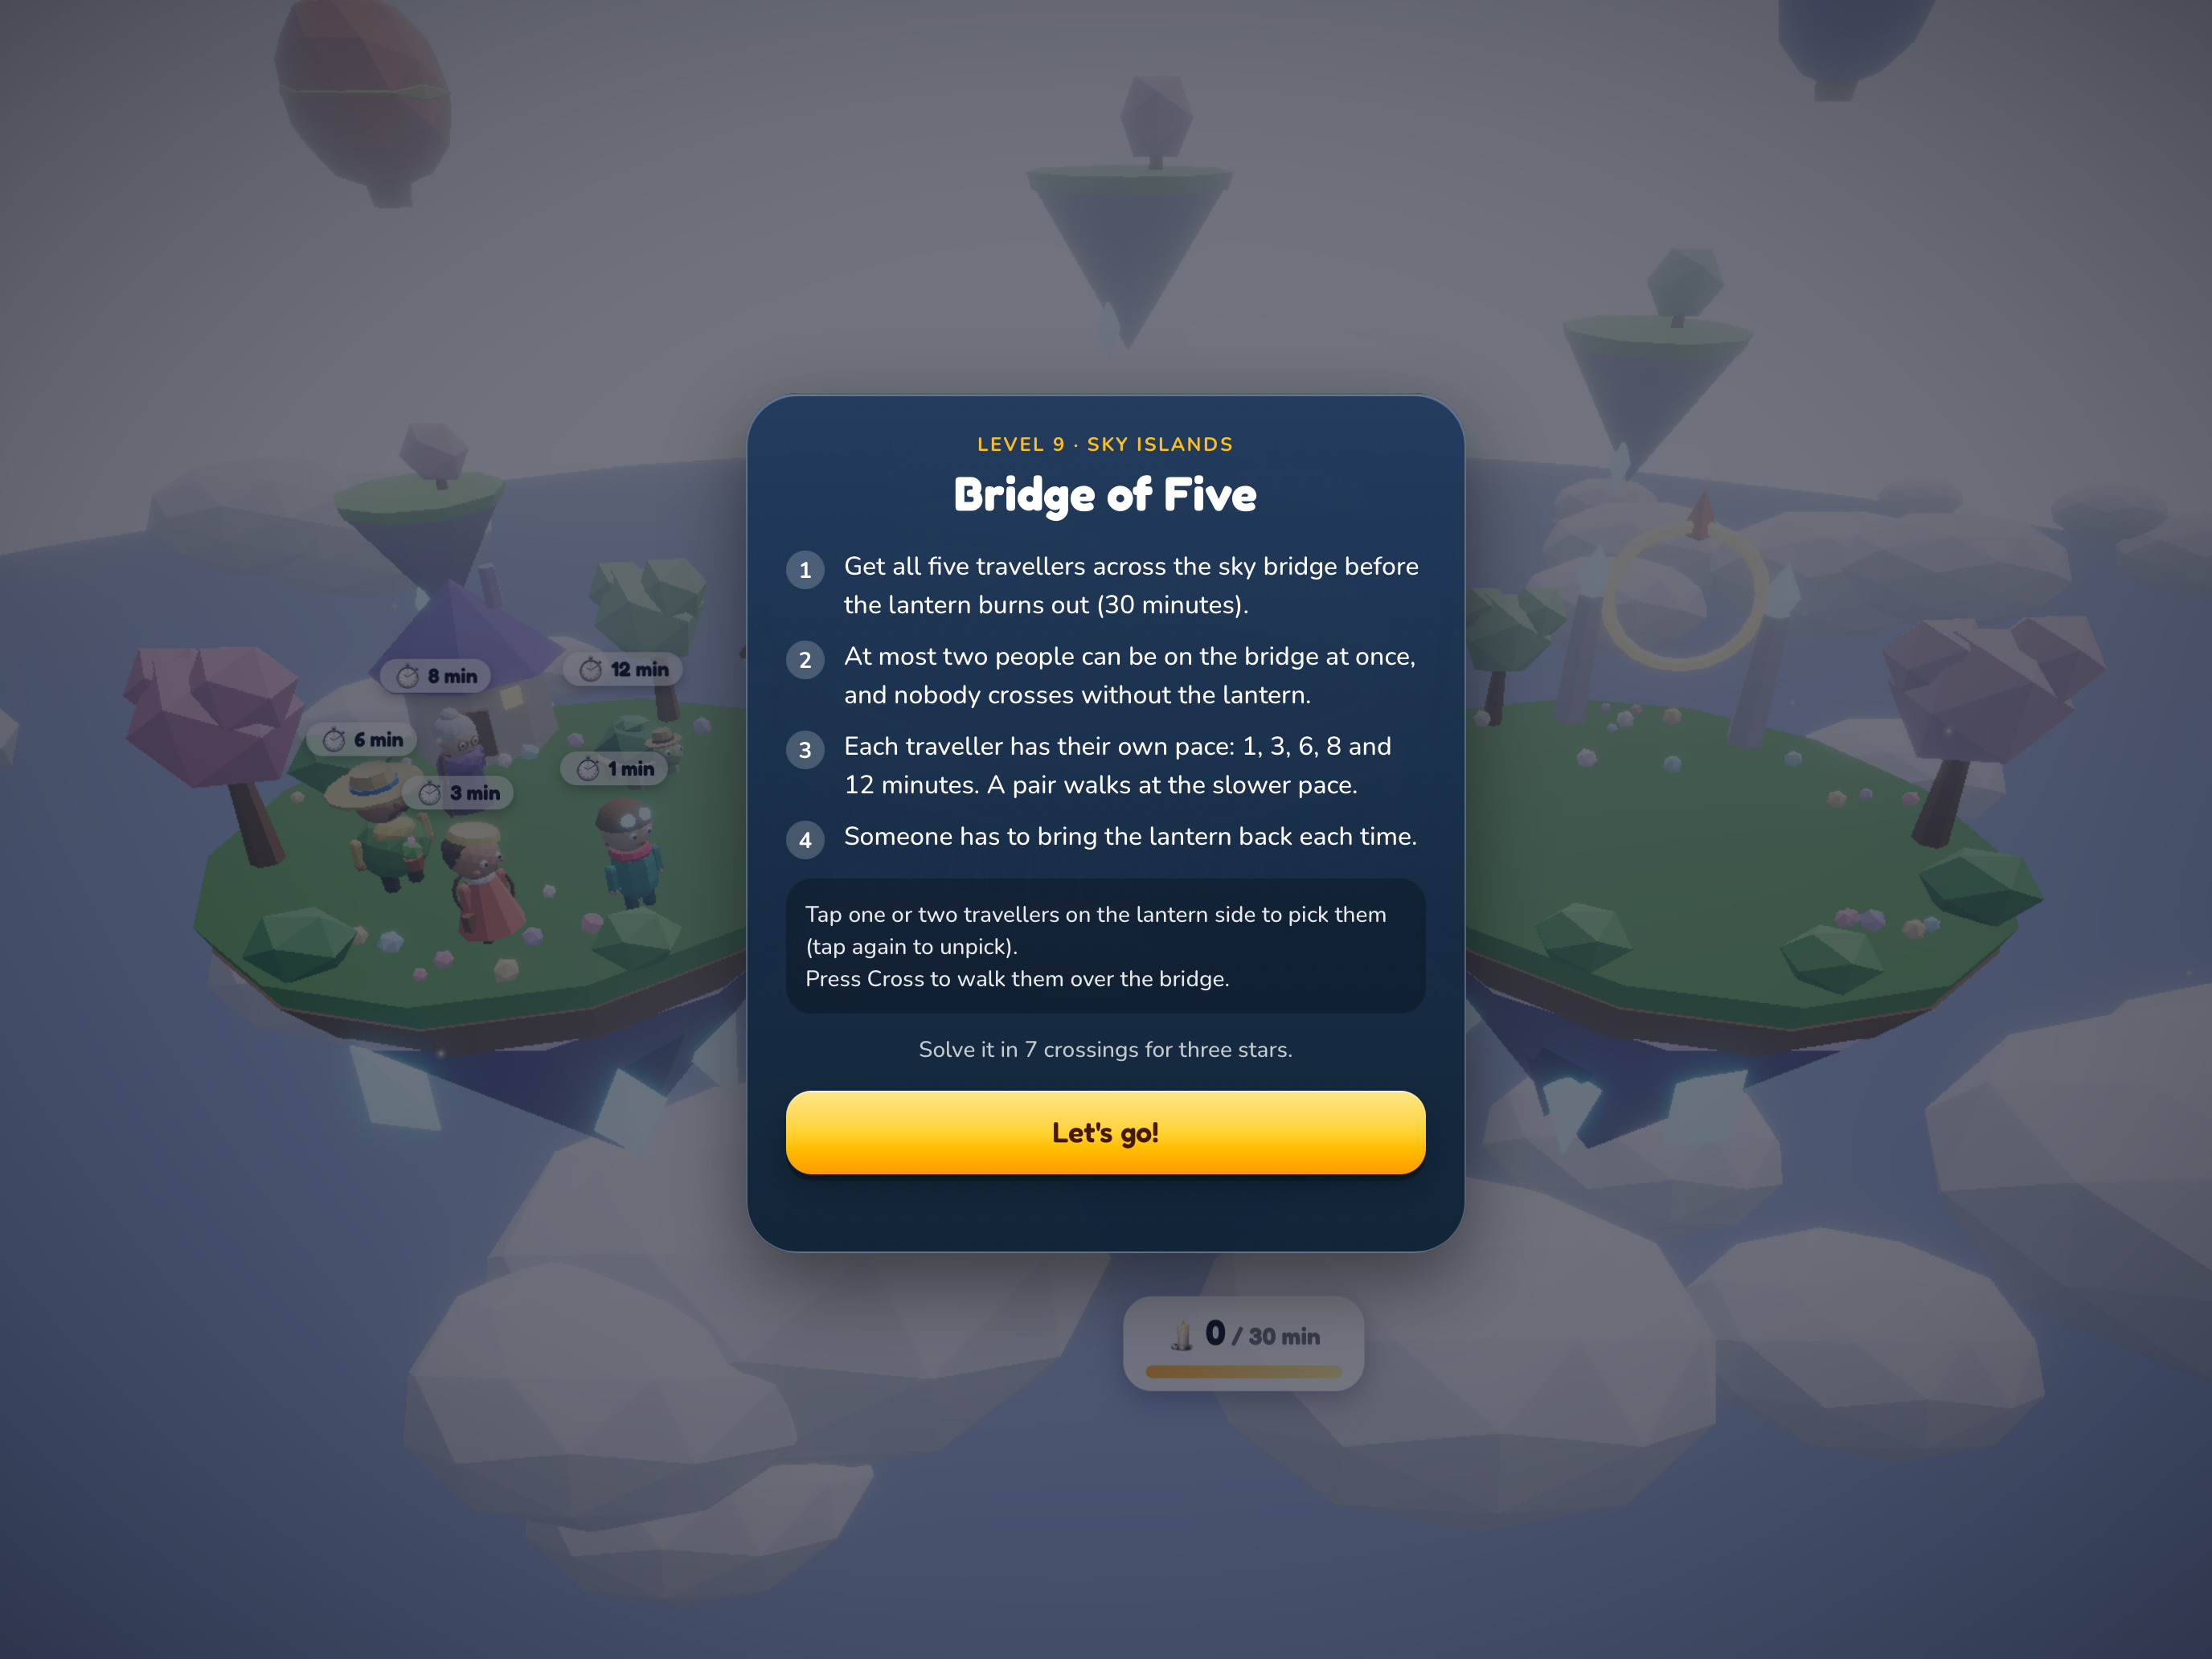 LEVEL 9 · SKY ISLANDS
Bridge of Five
1 Get all five travellers across the sky bridge before
the lantern burns out (30 minutes).
2 At most two people can be on the bridge at once,
and nobody crosses without the lantern.
3 Each traveller has their own pace: 1, 3, 6, 8 and
12 minutes. A pair walks at the slower pace.
4 Someone has to bring the lantern back each time.
Tap one or two travellers on the lantern side to pick them
(tap again to unpick).
Press Cross to walk them over the bridge.
Solve it in 7 crossings for three stars.
Let's go!
8 min
12 min
6 min
1 min
3 min
0 / 30 min